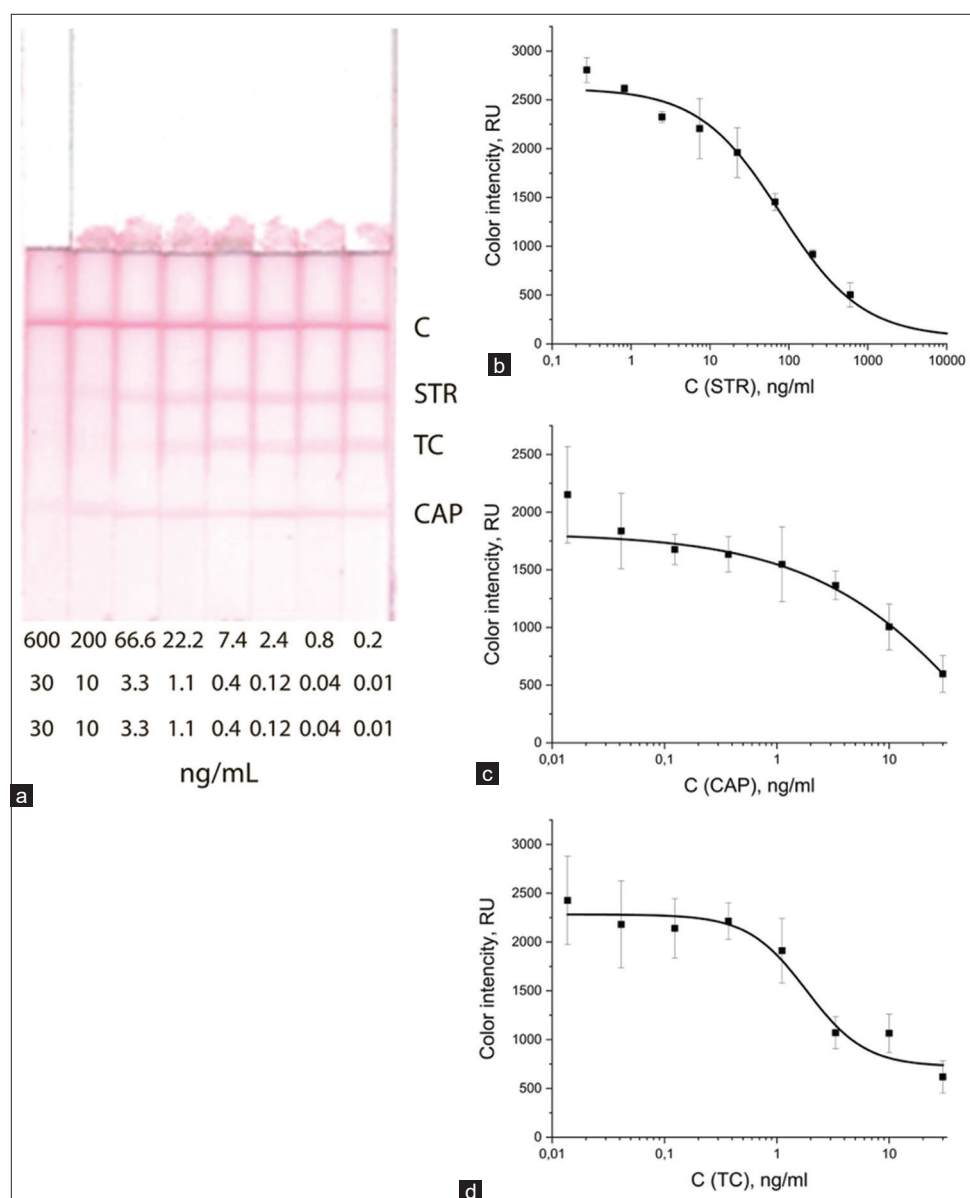 C
STR
TC
CAP
600 200 66.6 22.2 7.4 2.4 0.8 0.2
30 10 3.3 1.1 0.4 0.12 0.04 0.01
30 10 3.3 1.1 0.4 0.12 0.04 0.01
ng/mL
a
3000
2500
2000
1500
1000
500
0
Color intencity, RU
0,1 1 10 100 1000 10000
C (STR), ng/ml
b
2500
2000
1500
1000
500
0
Color intencity, RU
0,01 0,1 1 10
C (CAP), ng/ml
c
3000
2500
2000
1500
1000
500
0
Color intencity, RU
0,01 0,1 1 10
C (TC), ng/ml
d